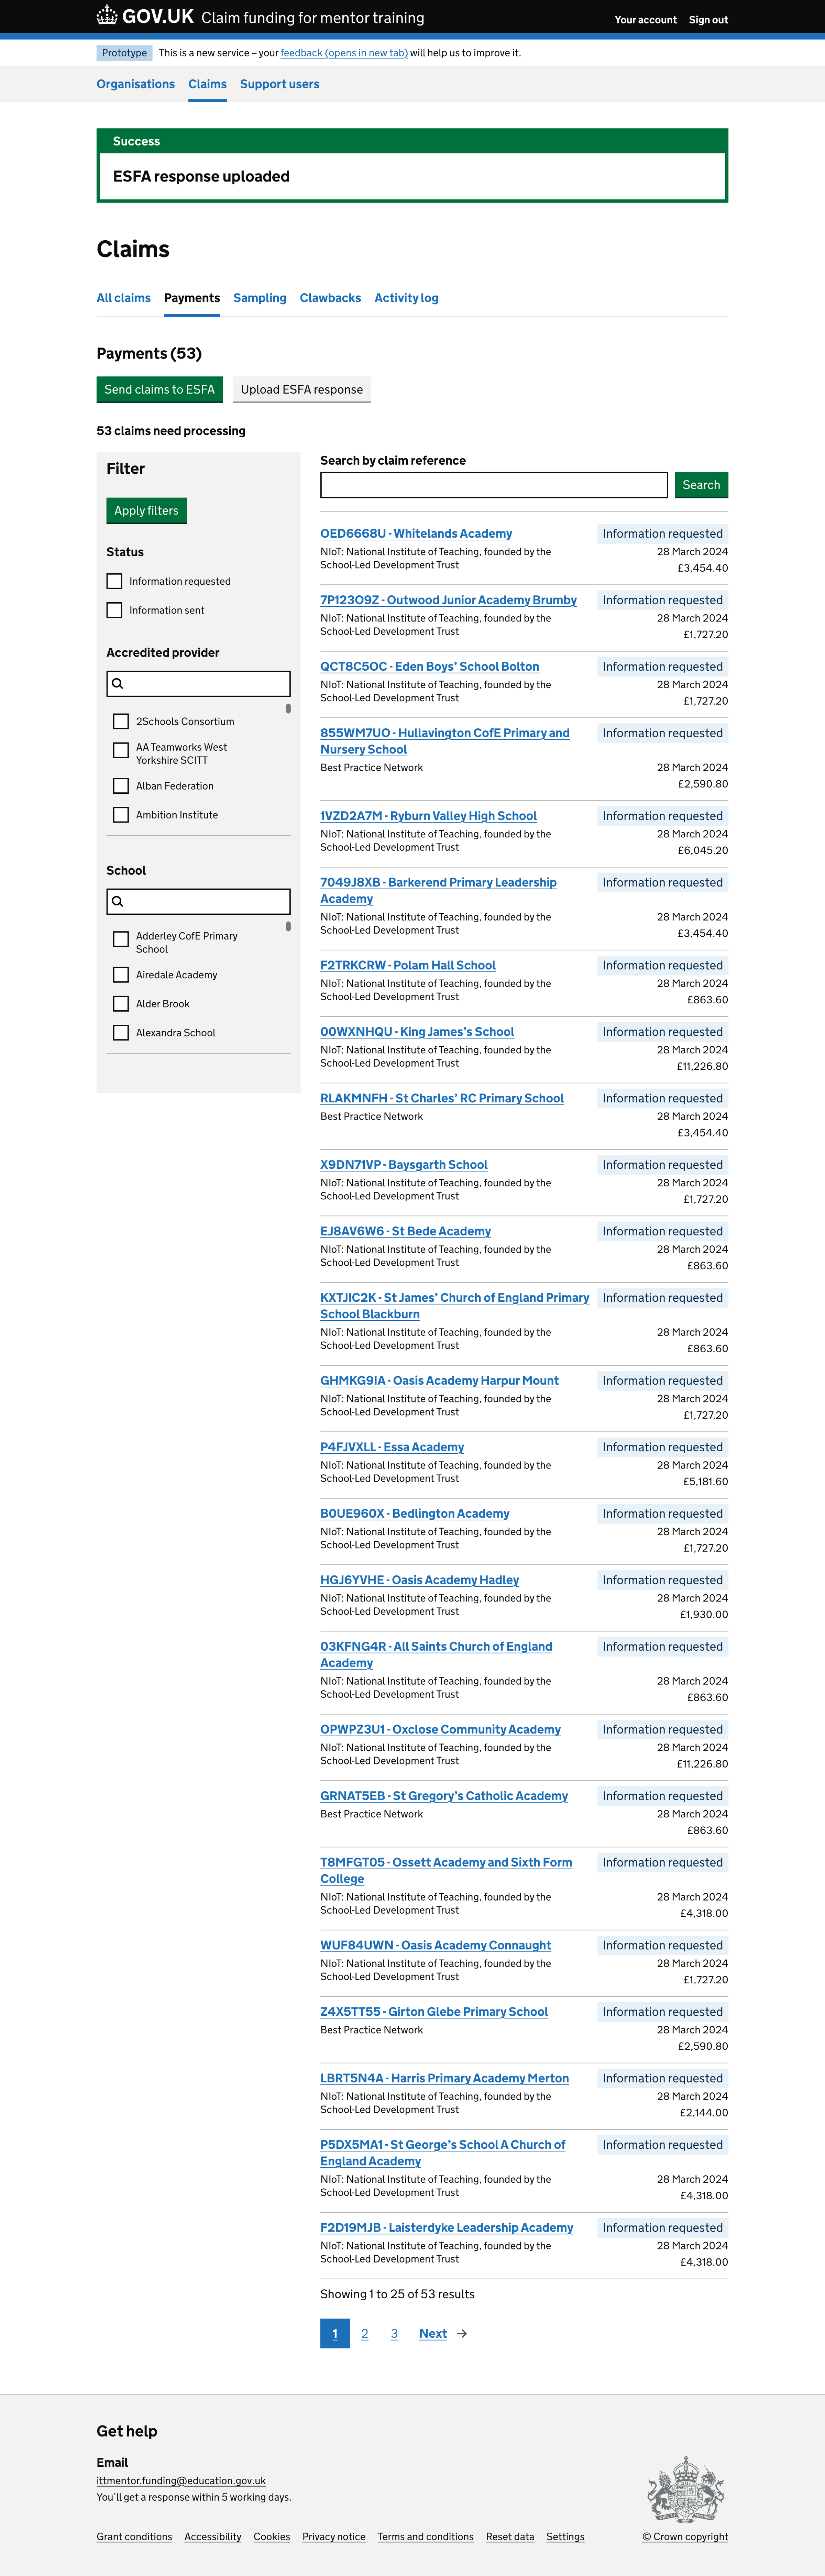 GOV.UK Claim funding for mentor training
Your account Sign out
Prototype This is a new service – your feedback (opens in new tab) will help us to improve it.
Organisations Claims Support users
Success
ESFA response uploaded
Claims
All claims Payments Sampling Clawbacks Activity log
Payments (53)
Send claims to ESFA Upload ESFA response
53 claims need processing
Filter
Apply filters
Status
Information requested
Information sent
Accredited provider
2Schools Consortium
AA Teamworks West
Yorkshire SCITT
Alban Federation
Ambition Institute
School
Adderley CofE Primary
School
Airedale Academy
Alder Brook
Alexandra School
Search by claim reference
Search
OED6668U - Whitelands Academy
Information requested
NIoT: National Institute of Teaching, founded by the
School-Led Development Trust
28 March 2024
£3,454.40
7P123O9Z - Outwood Junior Academy Brumby
Information requested
NIoT: National Institute of Teaching, founded by the
School-Led Development Trust
28 March 2024
£1,727.20
QCT8C5OC - Eden Boys’ School Bolton
Information requested
NIoT: National Institute of Teaching, founded by the
School-Led Development Trust
28 March 2024
£1,727.20
855WM7UO - Hullavington CofE Primary and
Nursery School
Information requested
Best Practice Network
28 March 2024
£2,590.80
1VZD2A7M - Ryburn Valley High School
Information requested
NIoT: National Institute of Teaching, founded by the
School-Led Development Trust
28 March 2024
£6,045.20
7049J8XB - Barkerend Primary Leadership
Academy
Information requested
NIoT: National Institute of Teaching, founded by the
School-Led Development Trust
28 March 2024
£3,454.40
F2TRKCRW - Polam Hall School
Information requested
NIoT: National Institute of Teaching, founded by the
School-Led Development Trust
28 March 2024
£863.60
00WXNHQU - King James’s School
Information requested
NIoT: National Institute of Teaching, founded by the
School-Led Development Trust
28 March 2024
£11,226.80
RLAKMNFH - St Charles’ RC Primary School
Information requested
Best Practice Network
28 March 2024
£3,454.40
X9DN71VP - Baysgarth School
Information requested
NIoT: National Institute of Teaching, founded by the
School-Led Development Trust
28 March 2024
£1,727.20
EJ8AV6W6 - St Bede Academy
Information requested
NIoT: National Institute of Teaching, founded by the
School-Led Development Trust
28 March 2024
£863.60
KXTJIC2K - St James’ Church of England Primary
School Blackburn
Information requested
NIoT: National Institute of Teaching, founded by the
School-Led Development Trust
28 March 2024
£863.60
GHMKG9IA - Oasis Academy Harpur Mount
Information requested
NIoT: National Institute of Teaching, founded by the
School-Led Development Trust
28 March 2024
£1,727.20
P4FJVXLL - Essa Academy
Information requested
NIoT: National Institute of Teaching, founded by the
School-Led Development Trust
28 March 2024
£5,181.60
B0UE960X - Bedlington Academy
Information requested
NIoT: National Institute of Teaching, founded by the
School-Led Development Trust
28 March 2024
£1,727.20
HGJ6YVHE - Oasis Academy Hadley
Information requested
NIoT: National Institute of Teaching, founded by the
School-Led Development Trust
28 March 2024
£1,930.00
03KFNG4R - All Saints Church of England
Academy
Information requested
NIoT: National Institute of Teaching, founded by the
School-Led Development Trust
28 March 2024
£863.60
OPWPZ3U1 - Oxclose Community Academy
Information requested
NIoT: National Institute of Teaching, founded by the
School-Led Development Trust
28 March 2024
£11,226.80
GRNAT5EB - St Gregory’s Catholic Academy
Information requested
Best Practice Network
28 March 2024
£863.60
T8MFGT05 - Ossett Academy and Sixth Form
College
Information requested
NIoT: National Institute of Teaching, founded by the
School-Led Development Trust
28 March 2024
£4,318.00
WUF84UWN - Oasis Academy Connaught
Information requested
NIoT: National Institute of Teaching, founded by the
School-Led Development Trust
28 March 2024
£1,727.20
Z4X5TT55 - Girton Glebe Primary School
Information requested
Best Practice Network
28 March 2024
£2,590.80
LBRT5N4A - Harris Primary Academy Merton
Information requested
NIoT: National Institute of Teaching, founded by the
School-Led Development Trust
28 March 2024
£2,144.00
P5DX5MA1 - St George’s School A Church of
England Academy
Information requested
NIoT: National Institute of Teaching, founded by the
School-Led Development Trust
28 March 2024
£4,318.00
F2D19MJB - Laisterdyke Leadership Academy
Information requested
NIoT: National Institute of Teaching, founded by the
School-Led Development Trust
28 March 2024
£4,318.00
Showing 1 to 25 of 53 results
1 2 3 Next
Get help
Email
ittmentor.funding@education.gov.uk
You’ll get a response within 5 working days.
Grant conditions Accessibility Cookies Privacy notice Terms and conditions Reset data Settings
© Crown copyright